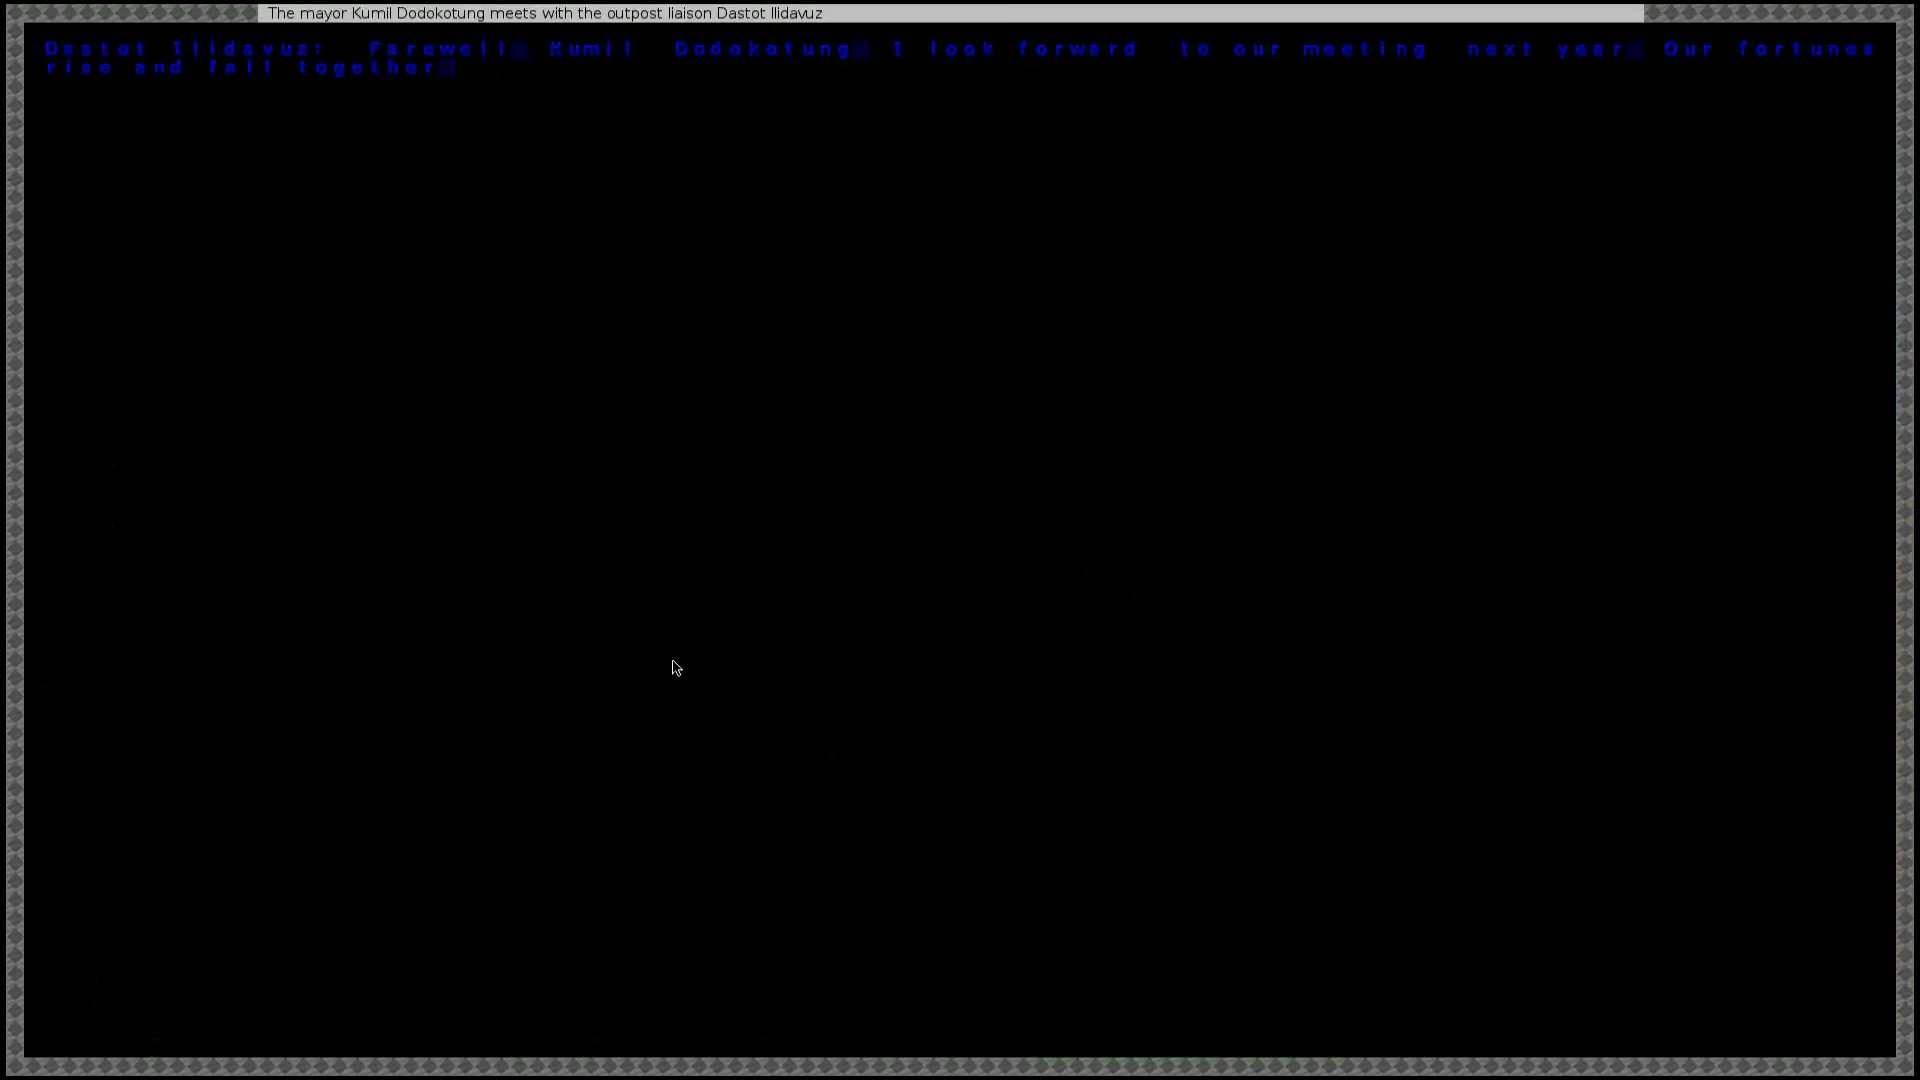 The mayor Kumil Dodokotung meets with the outpost liaison Dastot Ilidavuz
Dastot Ilidavuz: Farewell, Kumil Dodokotung. I look forward to our meeting next year. Our fortunes
rise and fall together.